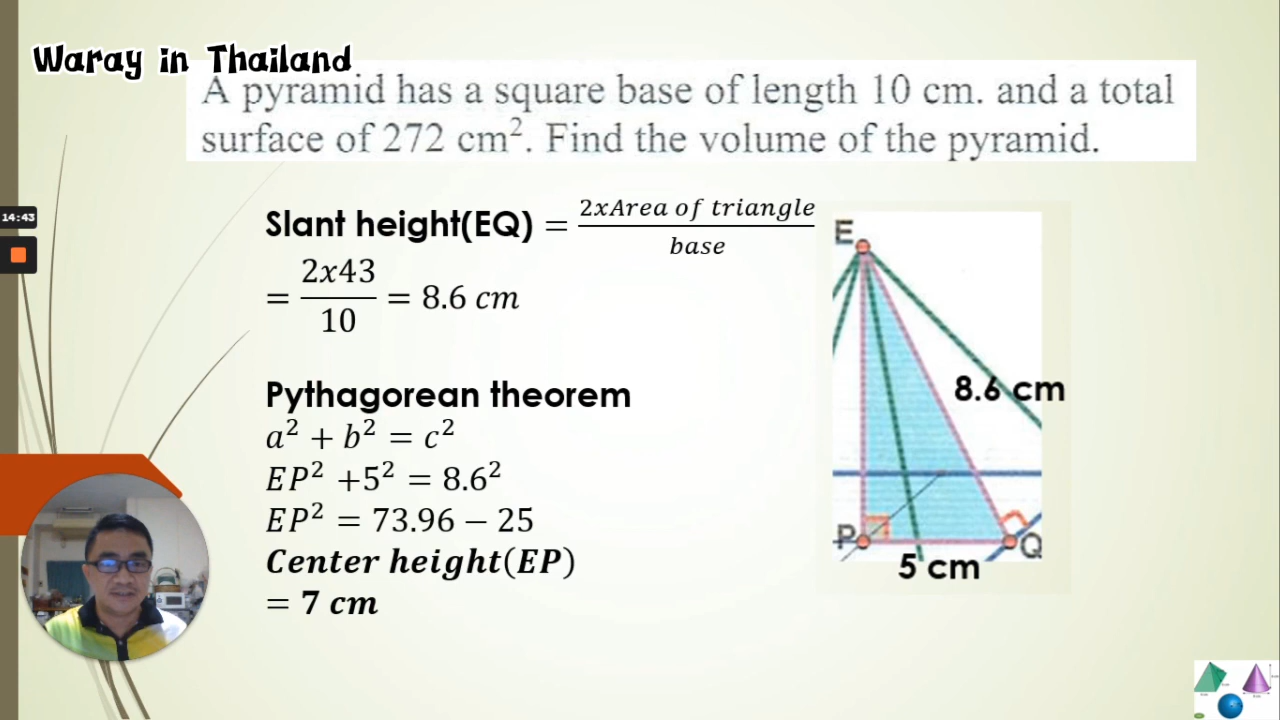 Waray in Thailand
A pyramid has a square base of length 10 cm. and a total
surface of 272 cm². Find the volume of the pyramid.
14:43
Slant height(EQ) = 2xArea of triangle / base
= 2x43 / 10 = 8.6 cm
Pythagorean theorem
a² + b² = c²
EP² +5² = 8.6²
EP² = 73.96 − 25
Center height(EP)
= 7 cm
E
8.6 cm
P
Q
5 cm